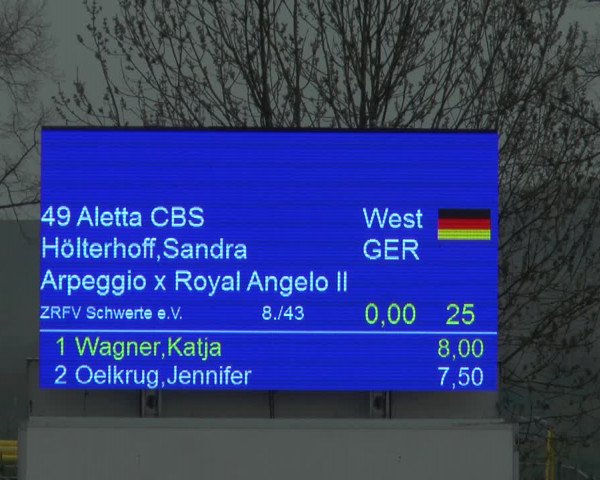 49 Aletta CBS West
Hölterhoff,Sandra GER
Arpeggio x Royal Angelo II
ZRFV Schwerte e.V. 8./43 0,00 25
1 Wagner,Katja 8,00
2 Oelkrug,Jennifer 7,50